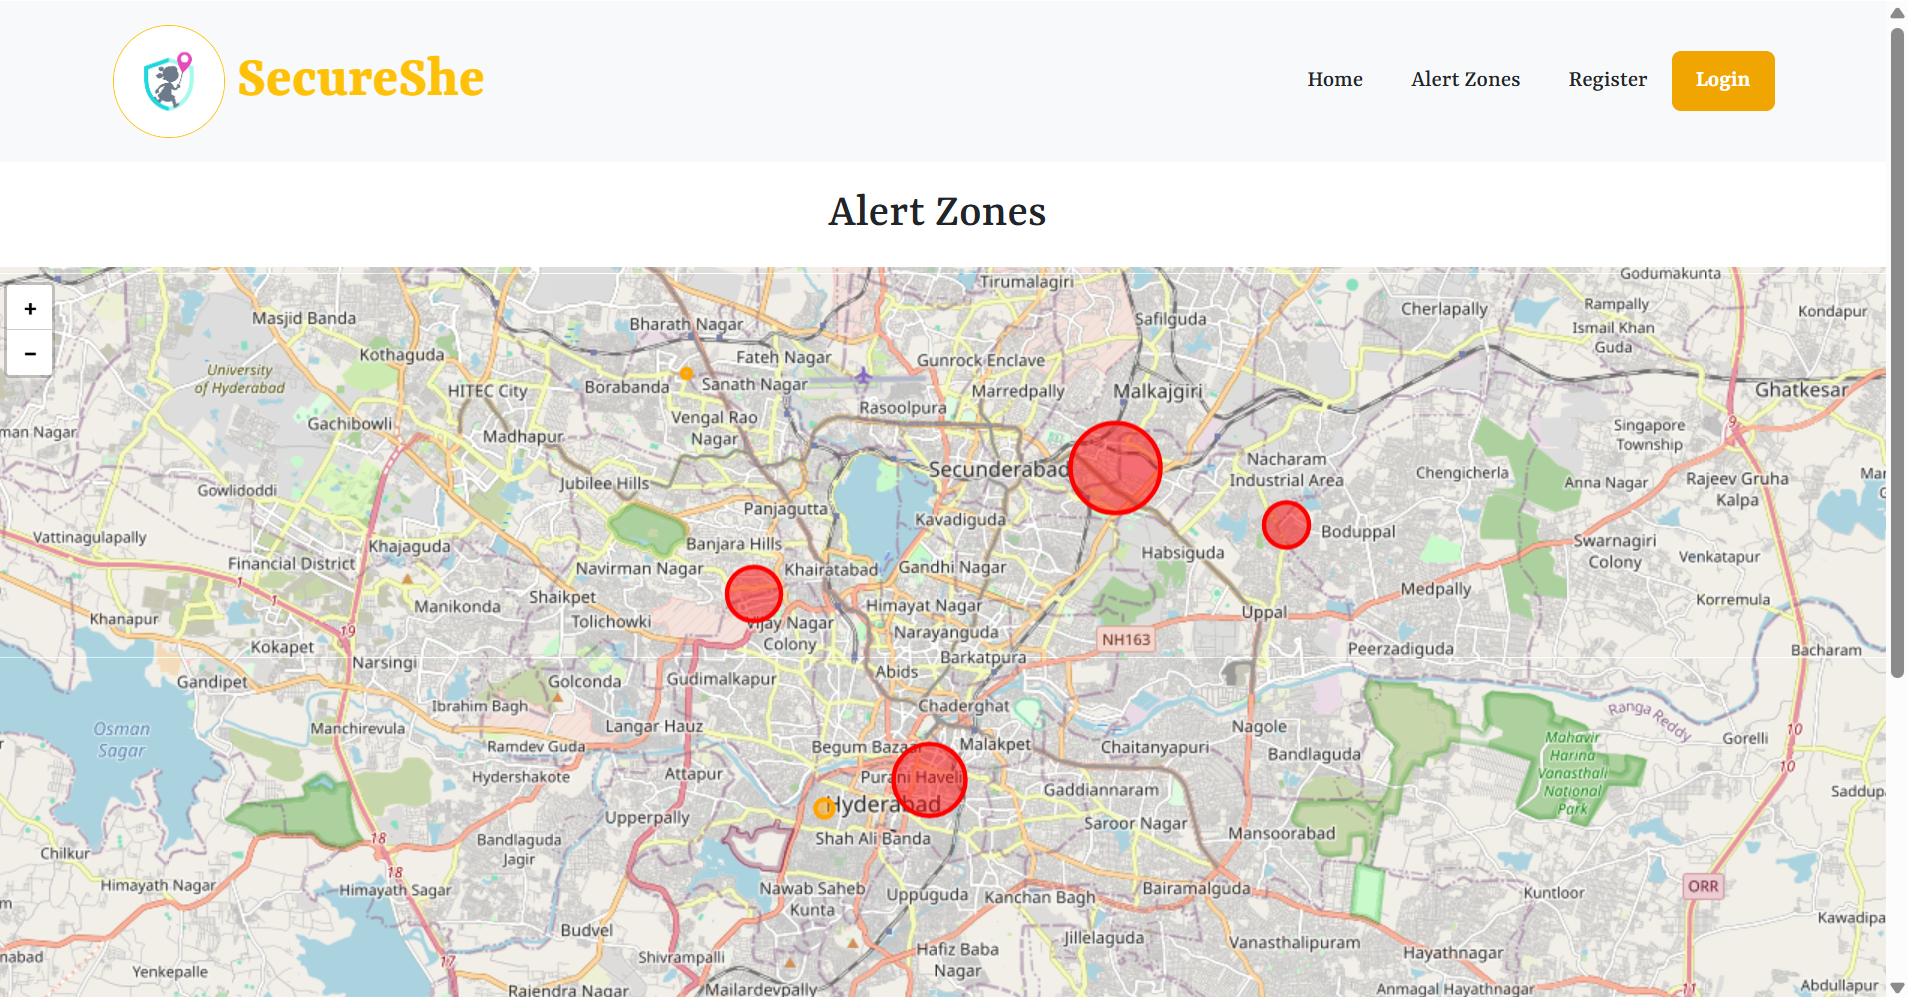 SecureShe
Home
Alert Zones
Register
Login
Alert Zones
+
−
Tirumalagiri
Godumakunta
Masjid Banda
Bharath Nagar
Safilguda
Cherlapally
Rampally
Kondapur
Ismail Khan
Guda
Kothaguda
Fateh Nagar
Gunrock Enclave
University
of Hyderabad
HITEC City
Borabanda
Sanath Nagar
Marredpally
Malkajgiri
Ghatkesar
Gachibowli
Vengal Rao
Nagar
Rasoolpura
9
man Nagar
Madhapur
Singapore
Township
Secunderabad
Nacharam
Industrial Area
Chengicherla
Anna Nagar
Rajeev Gruha
Kalpa
Mar
G
Gowlidoddi
Jubilee Hills
Panjagutta
Kavadiguda
Boduppal
Vattinagulapally
Khajaguda
Banjara Hills
Habsiguda
Swarnagiri
Colony
Venkatapur
Financial District
Navirman Nagar
Khairatabad
Gandhi Nagar
1
1
Medpally
Khanapur
Manikonda
Shaikpet
Himayat Nagar
Uppal
Korremula
19
Tolichowki
Vijay Nagar
Colony
Narayanguda
NH163
Kokapet
Narsingi
Barkatpura
Peerzadiguda
Bacharam
Gandipet
Golconda
Gudimalkapur
Abids
Ibrahim Bagh
Chaderghat
Ranga Reddy
Osman
Sagar
Manchirevula
Langar Hauz
Nagole
10
Ramdev Guda
Begum Bazaar
Malakpet
Chaitanyapuri
Bandlaguda
Mahavir
Harina
Vanasthali
National
Park
Gorelli
10
Hydershakote
Attapur
Purani Haveli
Gaddiannaram
Saddup
Upperpally
Hyderabad
Saroor Nagar
Mansoorabad
18
Bandlaguda
Jagir
Shah Ali Banda
Chilkur
18
Himayath Nagar
Himayath Sagar
Nawab Saheb
Kunta
Uppuguda
Kanchan Bagh
Bairamalguda
Kuntloor
ORR
m
Kawadipa
Budvel
Jillelaguda
Vanasthalipuram
Hayathnagar
nabad
Yenkepalle
17
Shivrampalli
Hafiz Baba
Nagar
Rajendra Nagar
Mailardevpally
Anmagal Hayathnagar
11
Abdullapur